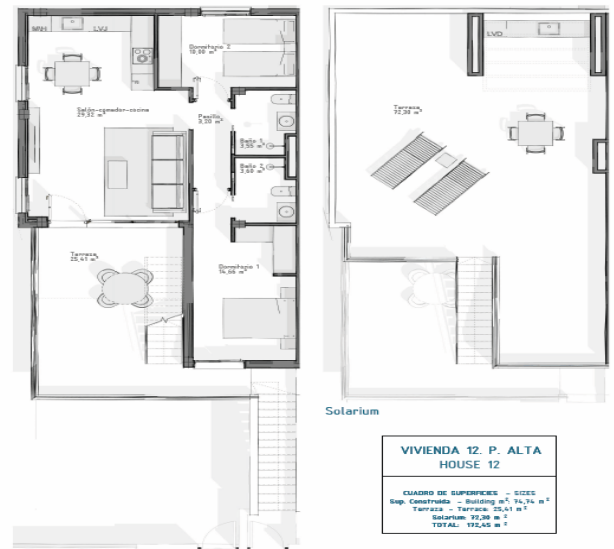 MWH LVJ
Dormitorio 2
10,00 m²
Salón-comedor-cocina
29,32 m²
Pasillo
3,20 m²
Baño 1
3,55 m²
Baño 2
3,60 m²
Terraza
25,41 m²
Dormitorio 1
14,66 m²
LVD
Terraza
72,30 m²
Solarium
VIVIENDA 12. P. ALTA
HOUSE 12
CUADRO DE SUPERFICIES - SIZES
Sup. Construida - Building m²: 74,74 m²
Terraza - Terrace: 25,41 m²
Solarium: 72,30 m²
TOTAL: 172,45 m²